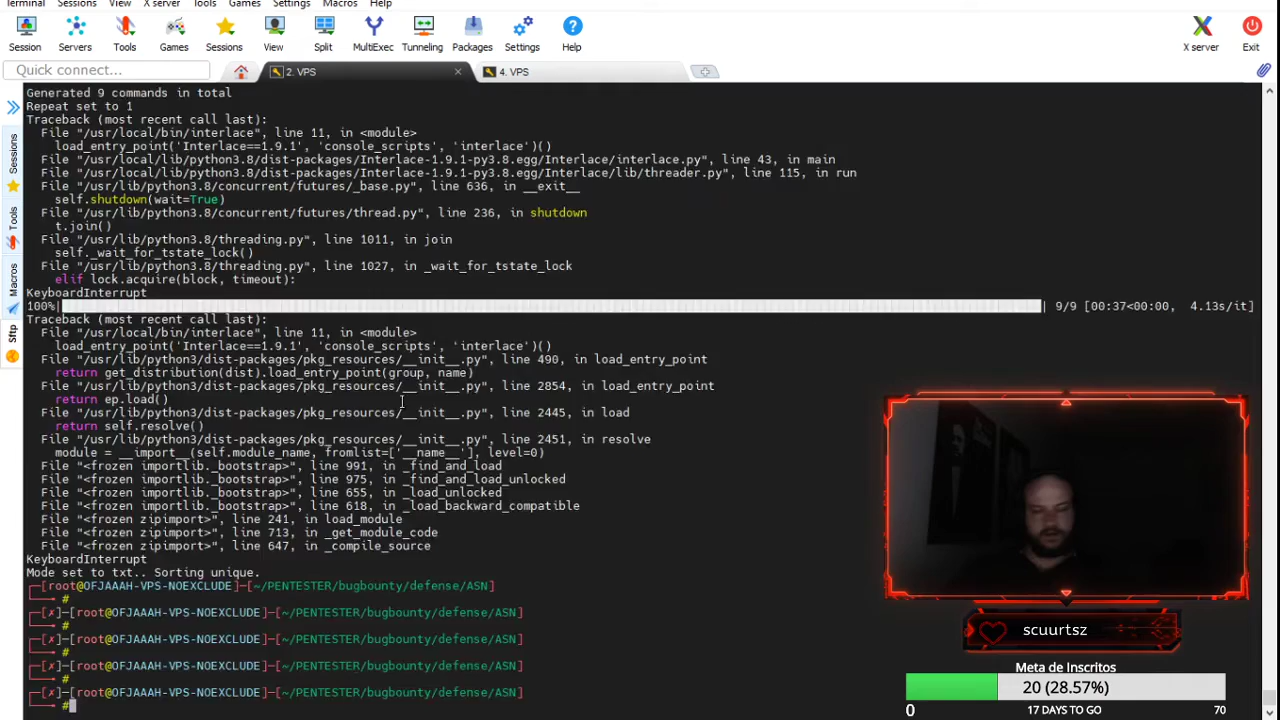 Terminal Sessions View X server Tools Games Settings Macros Help
Session Servers Tools Games Sessions View Split MultiExec Tunneling Packages Settings Help X server Exit
Quick connect... 2. VPS 4. VPS
Sessions
Tools
Macros
Sftp
Generated 9 commands in total
Repeat set to 1
Traceback (most recent call last):
File "/usr/local/bin/interlace", line 11, in <module>
load_entry_point('Interlace==1.9.1', 'console_scripts', 'interlace')()
File "/usr/local/lib/python3.8/dist-packages/Interlace-1.9.1-py3.8.egg/Interlace/interlace.py", line 43, in main
File "/usr/local/lib/python3.8/dist-packages/Interlace-1.9.1-py3.8.egg/Interlace/lib/threader.py", line 115, in run
File "/usr/lib/python3.8/concurrent/futures/_base.py", line 636, in __exit__
self.shutdown(wait=True)
File "/usr/lib/python3.8/concurrent/futures/thread.py", line 236, in shutdown
t.join()
File "/usr/lib/python3.8/threading.py", line 1011, in join
self._wait_for_tstate_lock()
File "/usr/lib/python3.8/threading.py", line 1027, in _wait_for_tstate_lock
elif lock.acquire(block, timeout):
KeyboardInterrupt
100%| | 9/9 [00:37<00:00, 4.13s/it]
Traceback (most recent call last):
File "/usr/local/bin/interlace", line 11, in <module>
load_entry_point('Interlace==1.9.1', 'console_scripts', 'interlace')()
File "/usr/lib/python3/dist-packages/pkg_resources/__init__.py", line 490, in load_entry_point
return get_distribution(dist).load_entry_point(group, name)
File "/usr/lib/python3/dist-packages/pkg_resources/__init__.py", line 2854, in load_entry_point
return ep.load()
File "/usr/lib/python3/dist-packages/pkg_resources/__init__.py", line 2445, in load
return self.resolve()
File "/usr/lib/python3/dist-packages/pkg_resources/__init__.py", line 2451, in resolve
module = __import__(self.module_name, fromlist=['__name__'], level=0)
File "<frozen importlib._bootstrap>", line 991, in _find_and_load
File "<frozen importlib._bootstrap>", line 975, in _find_and_load_unlocked
File "<frozen importlib._bootstrap>", line 655, in _load_unlocked
File "<frozen importlib._bootstrap>", line 618, in _load_backward_compatible
File "<frozen zipimport>", line 241, in load_module
File "<frozen zipimport>", line 713, in _get_module_code
File "<frozen zipimport>", line 647, in _compile_source
KeyboardInterrupt
Mode set to txt.. Sorting unique.
[root@OFJAAAH-VPS-NOEXCLUDE]─[~/PENTESTER/bugbounty/defense/ASN]
#
[✗]─[root@OFJAAAH-VPS-NOEXCLUDE]─[~/PENTESTER/bugbounty/defense/ASN]
#
[✗]─[root@OFJAAAH-VPS-NOEXCLUDE]─[~/PENTESTER/bugbounty/defense/ASN]
#
[✗]─[root@OFJAAAH-VPS-NOEXCLUDE]─[~/PENTESTER/bugbounty/defense/ASN]
#
[✗]─[root@OFJAAAH-VPS-NOEXCLUDE]─[~/PENTESTER/bugbounty/defense/ASN]
#
scuurtsz
Meta de Inscritos
20 (28.57%)
0 17 DAYS TO GO 70